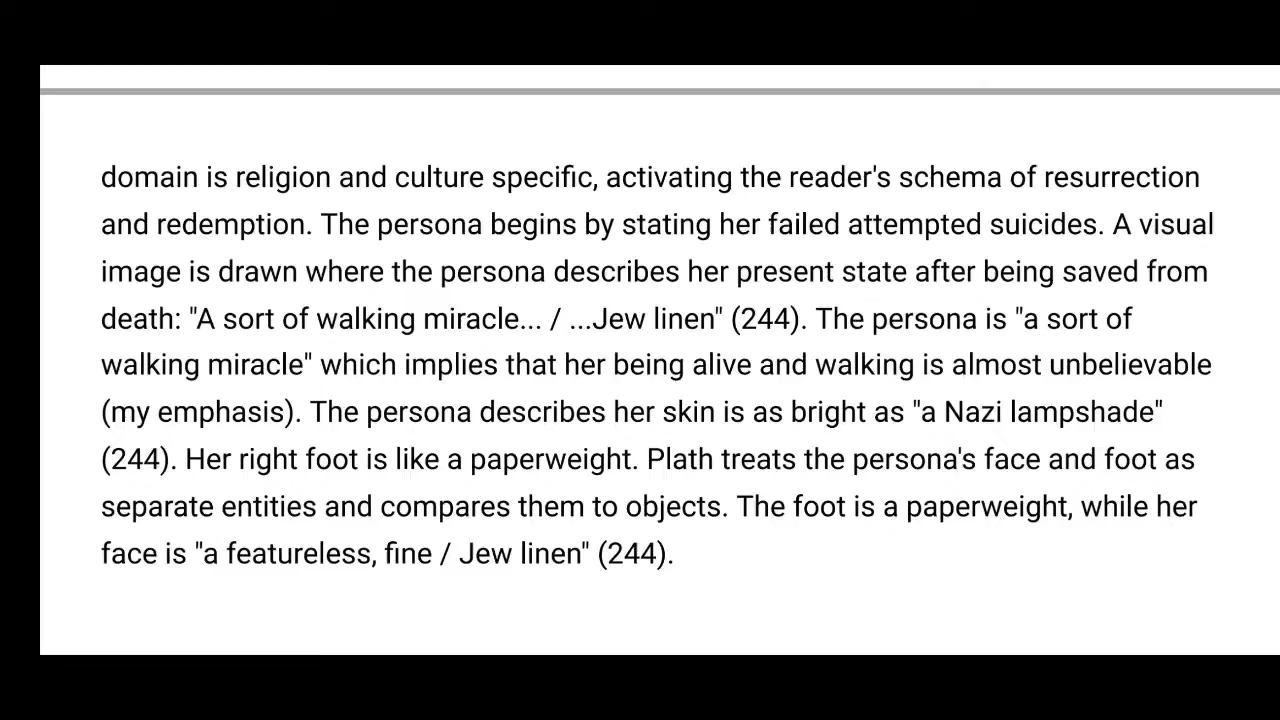 domain is religion and culture specific, activating the reader's schema of resurrection
and redemption. The persona begins by stating her failed attempted suicides. A visual
image is drawn where the persona describes her present state after being saved from
death: "A sort of walking miracle... / ...Jew linen" (244). The persona is "a sort of
walking miracle" which implies that her being alive and walking is almost unbelievable
(my emphasis). The persona describes her skin is as bright as "a Nazi lampshade"
(244). Her right foot is like a paperweight. Plath treats the persona's face and foot as
separate entities and compares them to objects. The foot is a paperweight, while her
face is "a featureless, fine / Jew linen" (244).